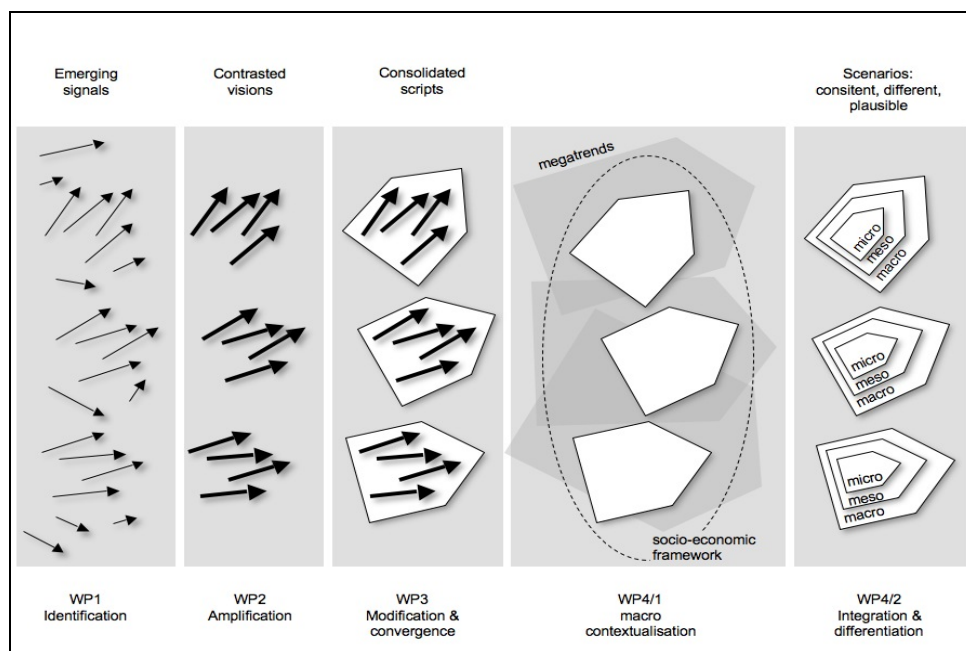 Emerging
signals
Contrasted
visions
Consolidated
scripts
Scenarios:
consitent, different,
plausible
megatrends
socio-economic
framework
micro
meso
macro
micro
meso
macro
micro
meso
macro
WP1
Identification
WP2
Amplification
WP3
Modification &
convergence
WP4/1
macro
contextualisation
WP4/2
Integration &
differentiation